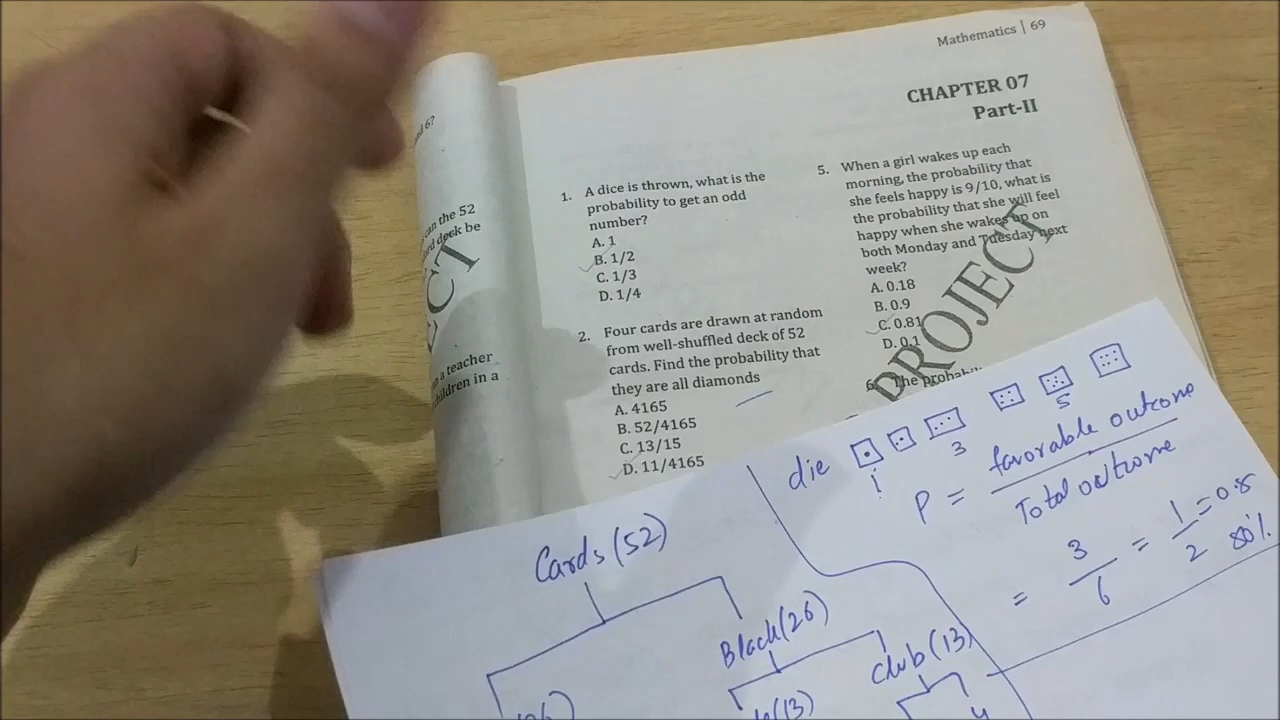 Mathematics | 69
CHAPTER 07
Part-II
can the 52
deck be
ECT
a teacher
children in a
1. A dice is thrown, what is the
probability to get an odd
number?
A. 1
B. 1/2
C. 1/3
D. 1/4
2. Four cards are drawn at random
from well-shuffled deck of 52
cards. Find the probability that
they are all diamonds
A. 4165
B. 52/4165
C. 13/15
D. 11/4165
5. When a girl wakes up each
morning, the probability that
she feels happy is 9/10, what is
the probability that she will feel
happy when she wakes up on
both Monday and Tuesday next
week?
A. 0.18
B. 0.9
C. 0.81
D. 0.1
6. The
PROJECT
die
1 3 5
P = favorable outcome
Total outcome
= 3/6 = 1/2 = 0.5
Cards (52)
Black (26)
Club (13)
(13)